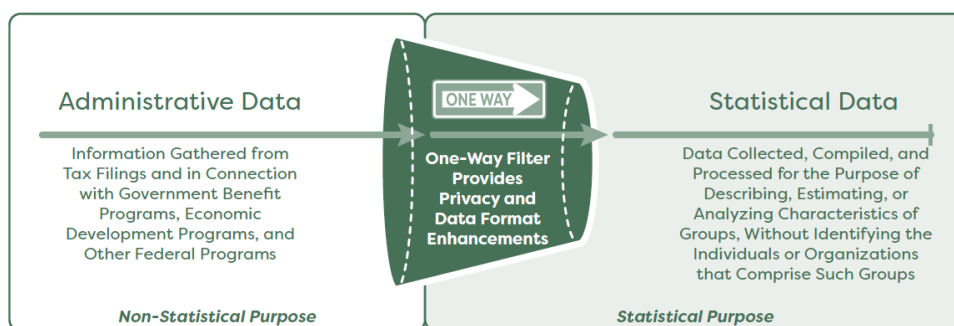 Administrative Data
Information Gathered from
Tax Filings and in Connection
with Government Benefit
Programs, Economic
Development Programs, and
Other Federal Programs
Non-Statistical Purpose
ONE WAY
One-Way Filter
Provides
Privacy and
Data Format
Enhancements
Statistical Data
Data Collected, Compiled, and
Processed for the Purpose of
Describing, Estimating, or
Analyzing Characteristics of
Groups, Without Identifying the
Individuals or Organizations
that Comprise Such Groups
Statistical Purpose